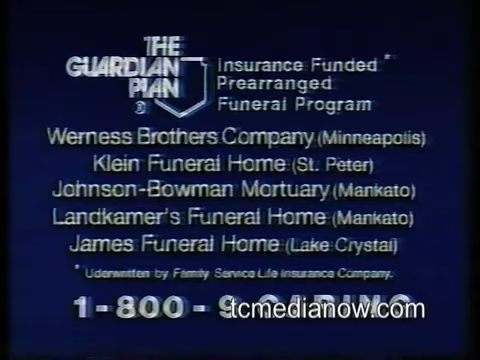 THE
GUARDIAN
PLAN
®
Insurance Funded*
Prearranged
Funeral Program
Werness Brothers Company (Minneapolis)
Klein Funeral Home (St. Peter)
Johnson-Bowman Mortuary (Mankato)
Landkamer's Funeral Home (Mankato)
James Funeral Home (Lake Crystal)
*Uderwritten by Family Service Life Insurance Company.
1-800-9
tcmedianow.com